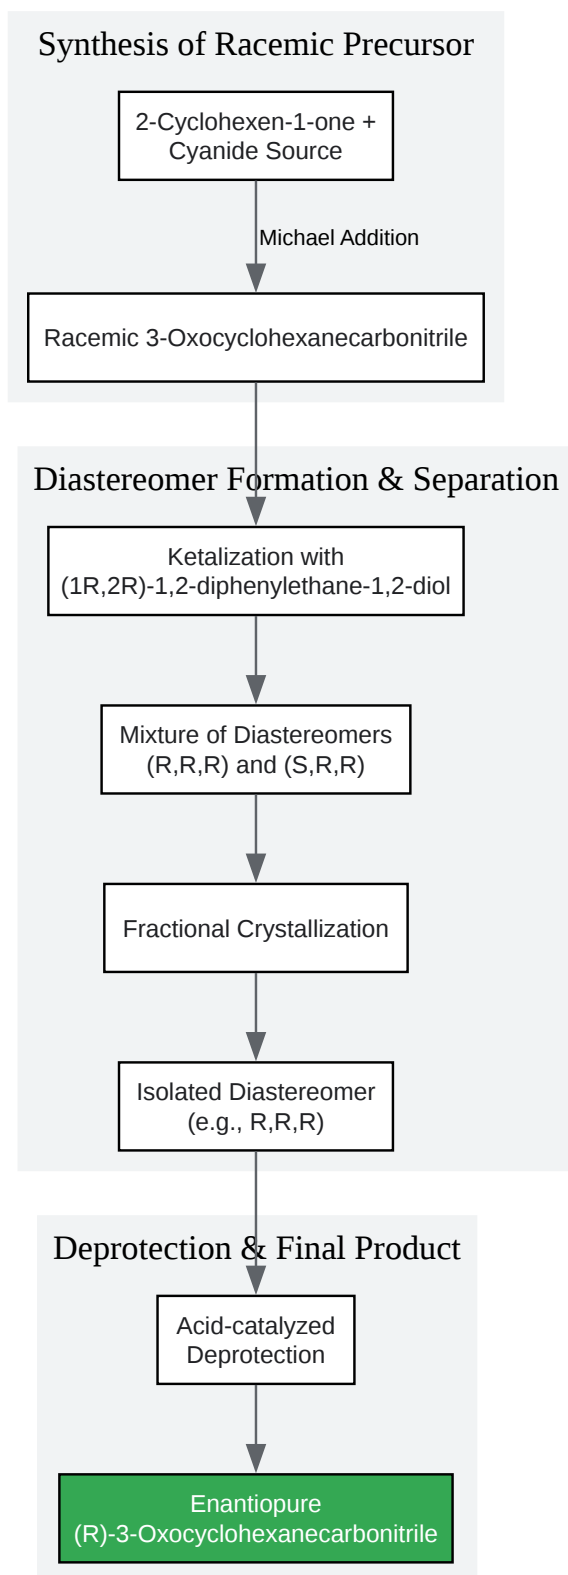 Synthesis of Racemic Precursor
2-Cyclohexen-1-one +
Cyanide Source
Michael Addition
Racemic 3-Oxocyclohexanecarbonitrile
Diastereomer Formation & Separation
Ketalization with
(1R,2R)-1,2-diphenylethane-1,2-diol
Mixture of Diastereomers
(R,R,R) and (S,R,R)
Fractional Crystallization
Isolated Diastereomer
(e.g., R,R,R)
Deprotection & Final Product
Acid-catalyzed
Deprotection
Enantiopure
(R)-3-Oxocyclohexanecarbonitrile